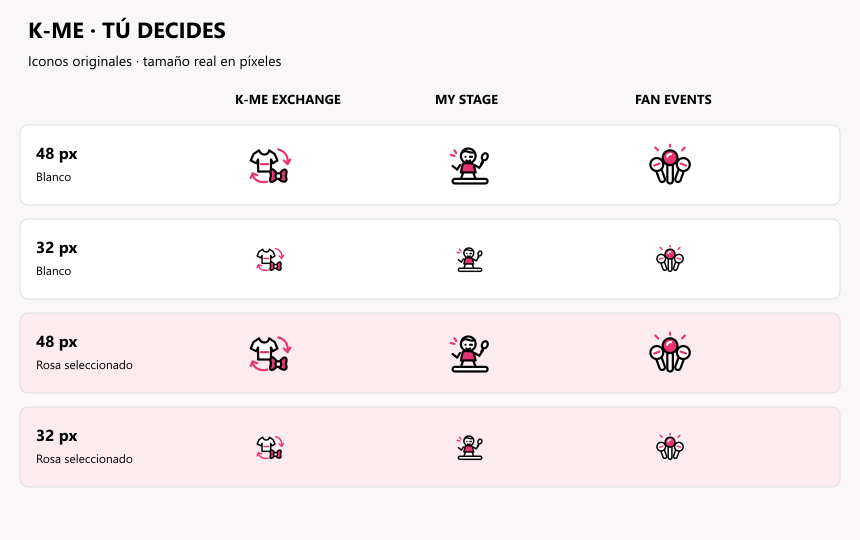 K-ME · TÚ DECIDES
Iconos originales · tamaño real en píxeles
K-ME EXCHANGE MY STAGE FAN EVENTS
48 px
Blanco
32 px
Blanco
48 px
Rosa seleccionado
32 px
Rosa seleccionado